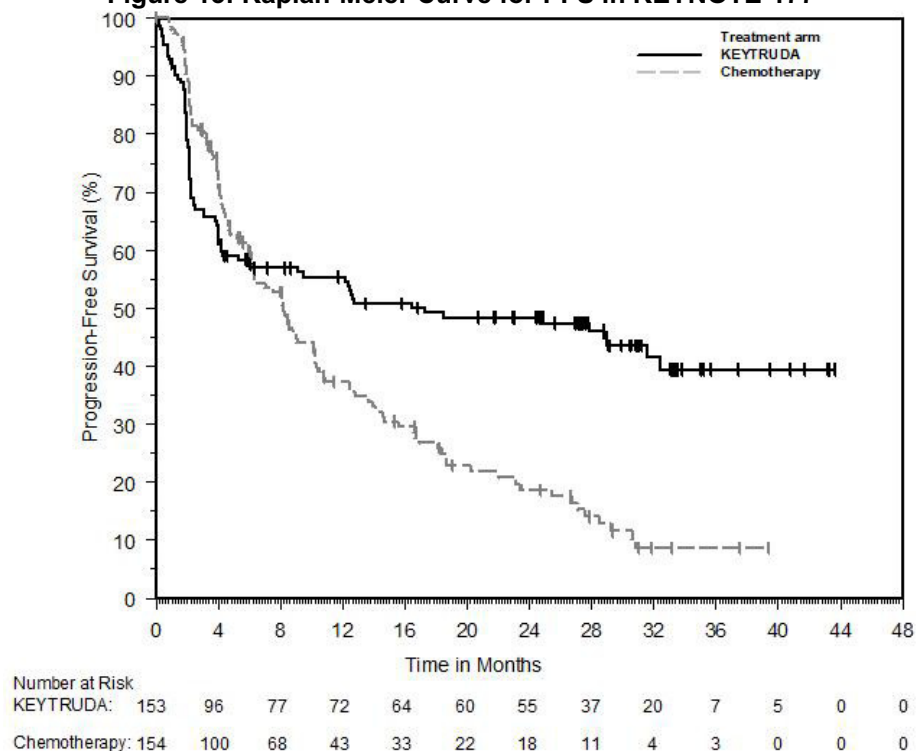 Figure Kaplan-Meier Curve for PFS in KEYNOTE-177
Treatment arm
KEYTRUDA
Chemotherapy
100
90
80
70
60
50
40
30
20
10
0
Progression-Free Survival (%)
0 4 8 12 16 20 24 28 32 36 40 44 48
Time in Months
Number at Risk
KEYTRUDA: 153 96 77 72 64 60 55 37 20 7 5 0 0
Chemotherapy: 154 100 68 43 33 22 18 11 4 3 0 0 0